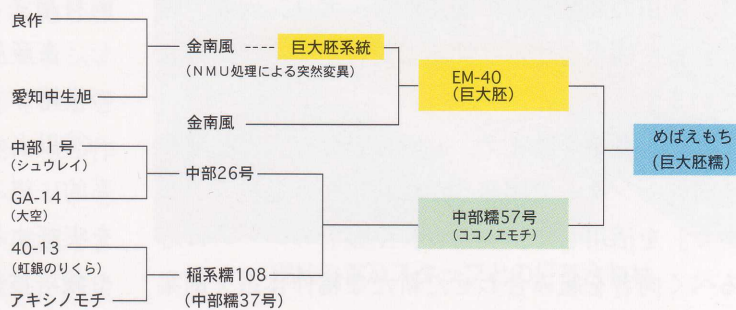 良作
金南風
巨大胚系統
(NMU処理による突然変異)
愛知中生旭
EM-40
(巨大胚)
金南風
めばえもち
(巨大胚糯)
中部1号
(シュウレイ)
中部26号
GA-14
(大空)
中部糯57号
(ココノエモチ)
40-13
(虹銀のりくら)
稲系糯108
(中部糯37号)
アキシノモチ